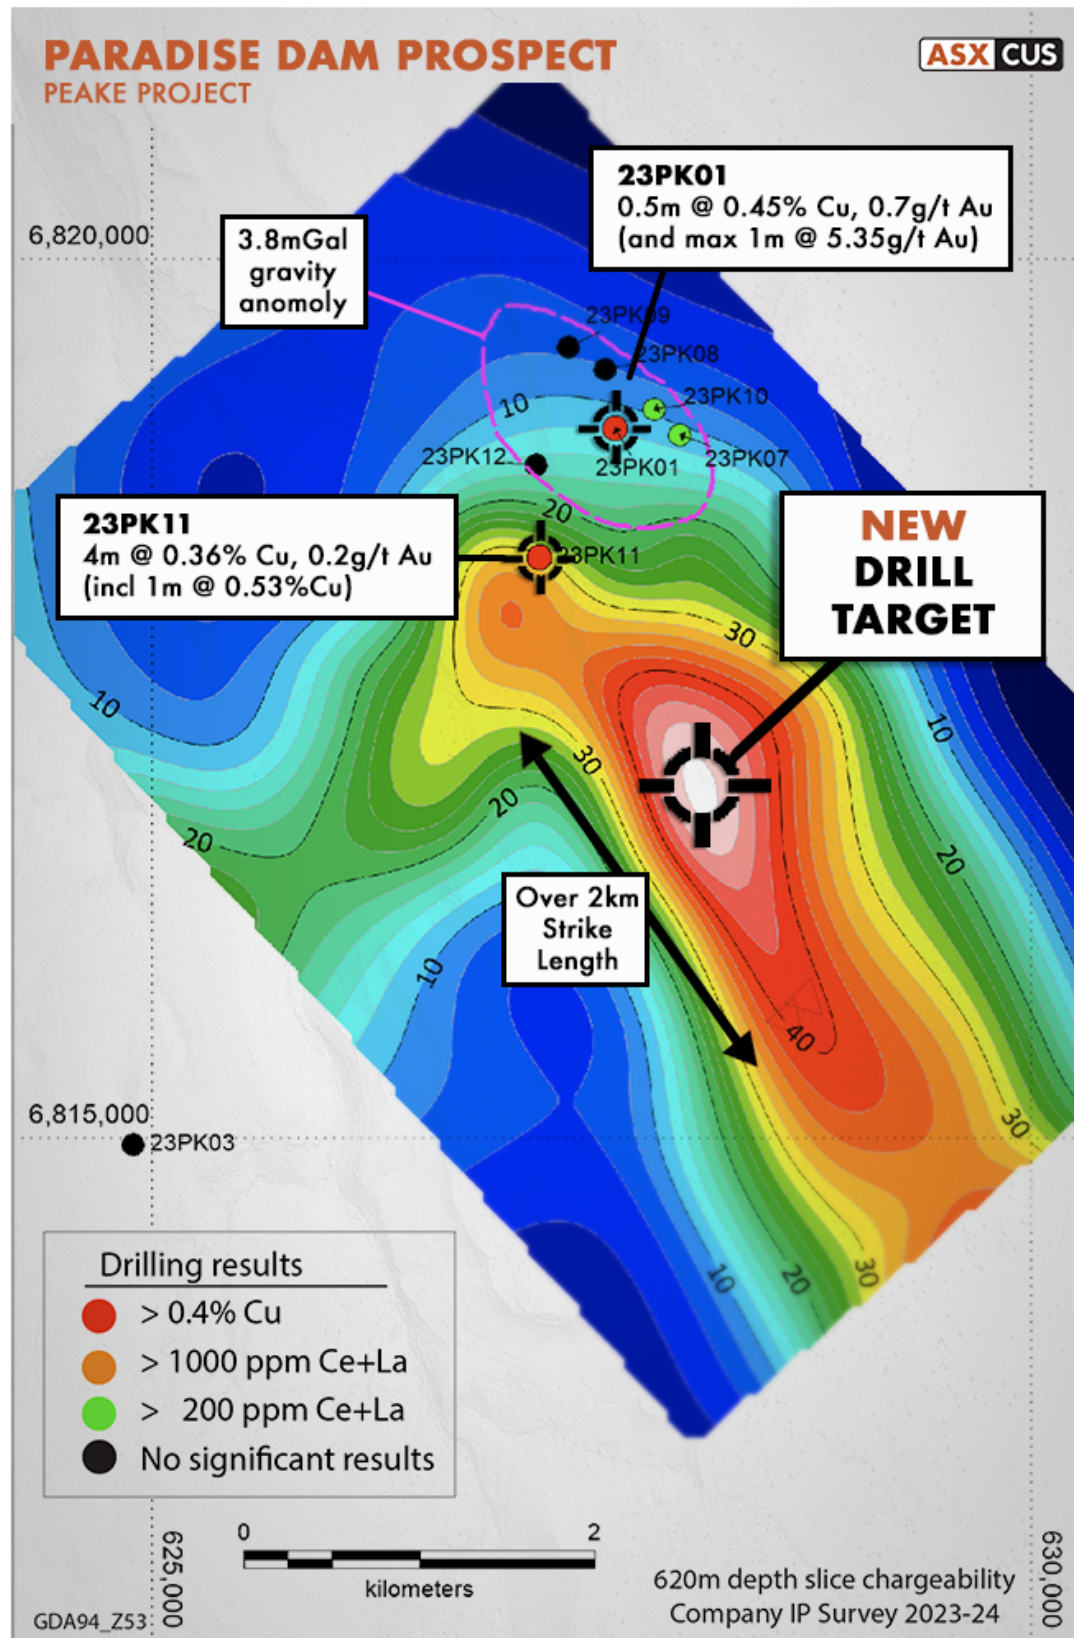 PARADISE DAM PROSPECT
PEAKE PROJECT
ASX CUS
23PK01
0.5m @ 0.45% Cu, 0.7g/t Au
(and max 1m @ 5.35g/t Au)
6,820,000
3.8mGal
gravity
anomoly
23PK09
23PK08
23PK10
10
23PK12
23PK01
23PK07
20
23PK11
4m @ 0.36% Cu, 0.2g/t Au
(incl 1m @ 0.53%Cu)
23PK11
NEW
DRILL
TARGET
30
10
10
30
20
20
20
Over 2km
Strike
Length
10
40
6,815,000
23PK03
30
10
20
30
Drilling results
> 0.4% Cu
> 1000 ppm Ce+La
> 200 ppm Ce+La
No significant results
0 2
kilometers
625,000
630,000
GDA94_Z53
620m depth slice chargeability
Company IP Survey 2023-24